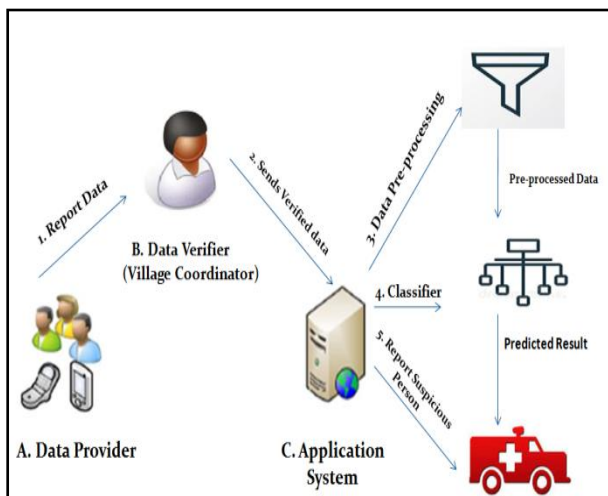 1. Report Data
B. Data Verifier
(Village Coordinator)
2. Sends Verified data
3. Data Pre-processing
Pre-processed Data
4. Classifier
5. Report Suspicious
Person
Predicted Result
A. Data Provider
C. Application
System